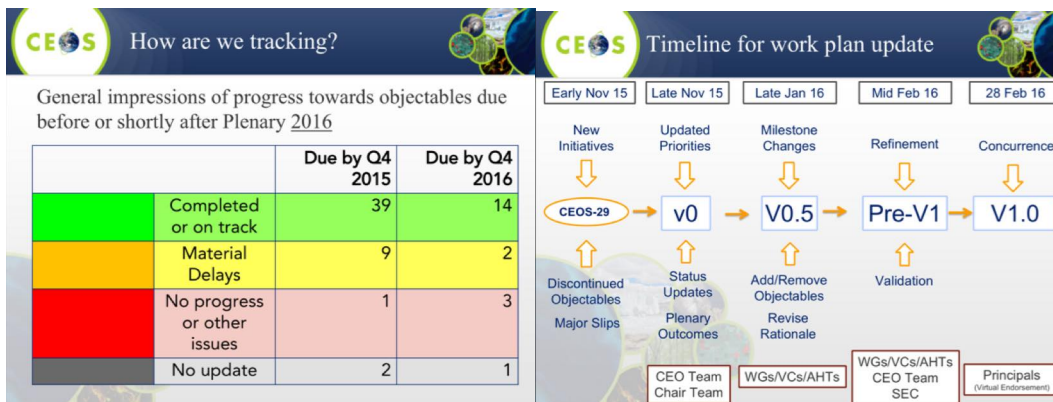 CEOS
How are we tracking?
General impressions of progress towards objectables due
before or shortly after Plenary 2016
Due by Q4
2015
Due by Q4
2016
Completed
or on track
39
14
Material
Delays
9
2
No progress
or other
issues
1
3
No update
2
1
CEOS
Timeline for work plan update
Early Nov 15
Late Nov 15
Late Jan 16
Mid Feb 16
28 Feb 16
New
Initiatives
Updated
Priorities
Milestone
Changes
Refinement
Concurrence
CEOS-29
v0
V0.5
Pre-V1
V1.0
Discontinued
Objectables
Major Slips
Status
Updates
Plenary
Outcomes
Add/Remove
Objectables
Revise
Rationale
Validation
CEO Team
Chair Team
WGs/VCs/AHTs
WGs/VCs/AHTs
CEO Team
SEC
Principals
(Virtual Endorsement)